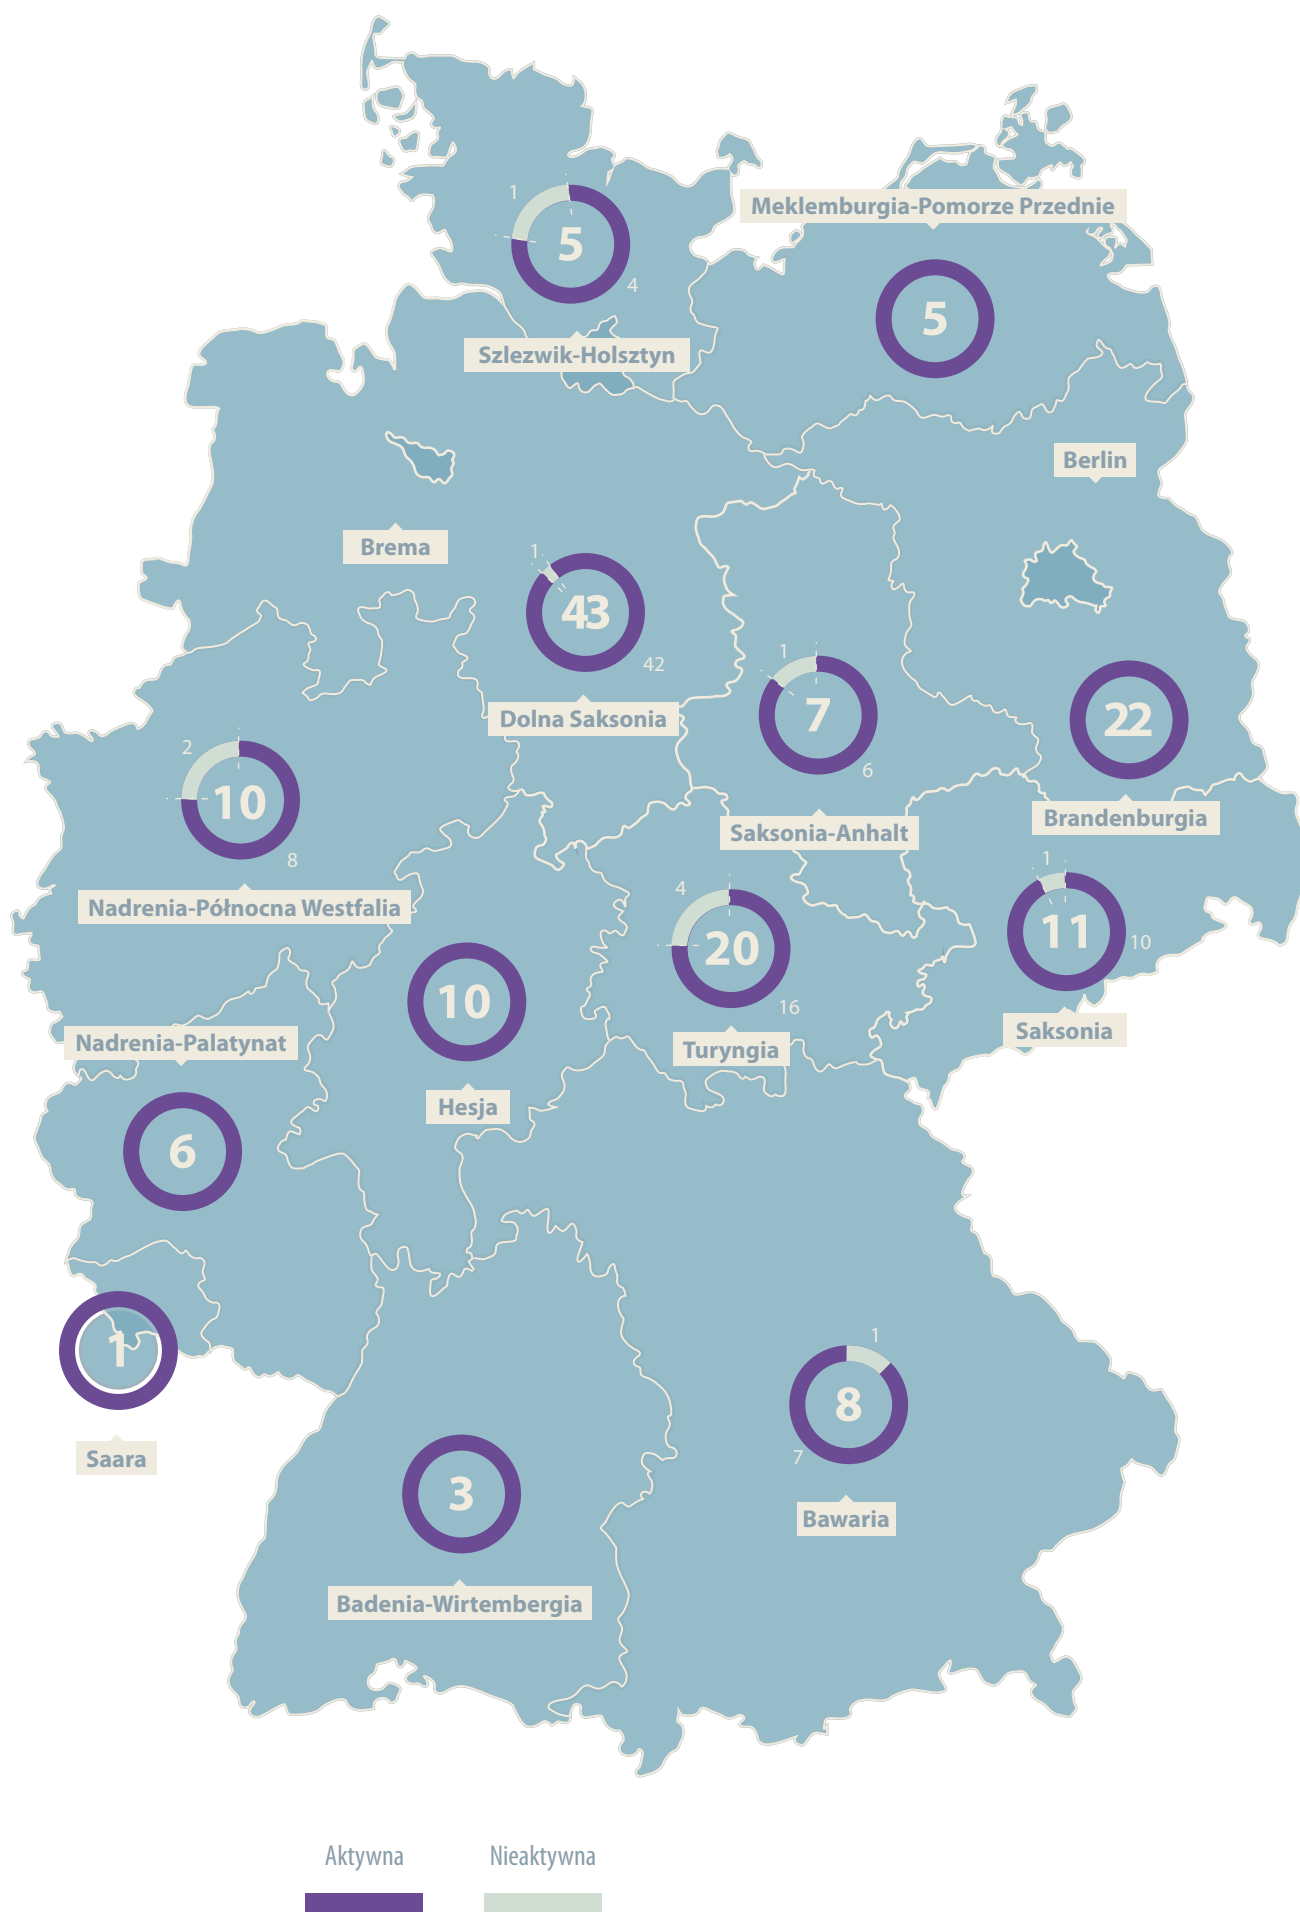 1
5
4
Szlezwik-Holsztyn
Meklemburgia-Pomorze Przednie
5
Berlin
Brema
1
43
42
Dolna Saksonia
1
7
6
Saksonia-Anhalt
22
Brandenburgia
2
10
8
Nadrenia-Północna Westfalia
4
20
16
Turyngia
1
11
10
Saksonia
10
Hesja
Nadrenia-Palatynat
6
1
Saara
1
8
7
Bawaria
3
Badenia-Wirtembergia
Aktywna
Nieaktywna